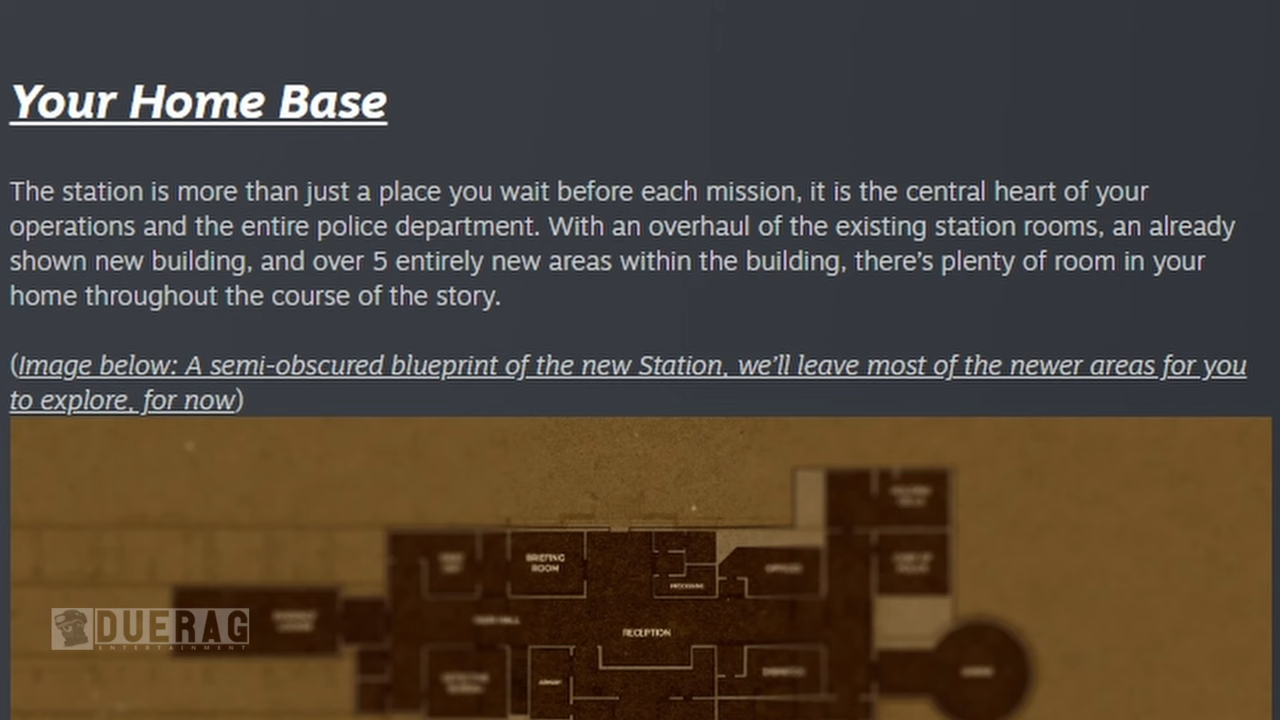 Your Home Base
The station is more than just a place you wait before each mission, it is the central heart of your
operations and the entire police department. With an overhaul of the existing station rooms, an already
shown new building, and over 5 entirely new areas within the building, there's plenty of room in your
home throughout the course of the story.
(Image below: A semi-obscured blueprint of the new Station, we'll leave most of the newer areas for you
to explore, for now)
BRIEFING
ROOM
RECEPTION
DUERAG
ENTERTAINMENT